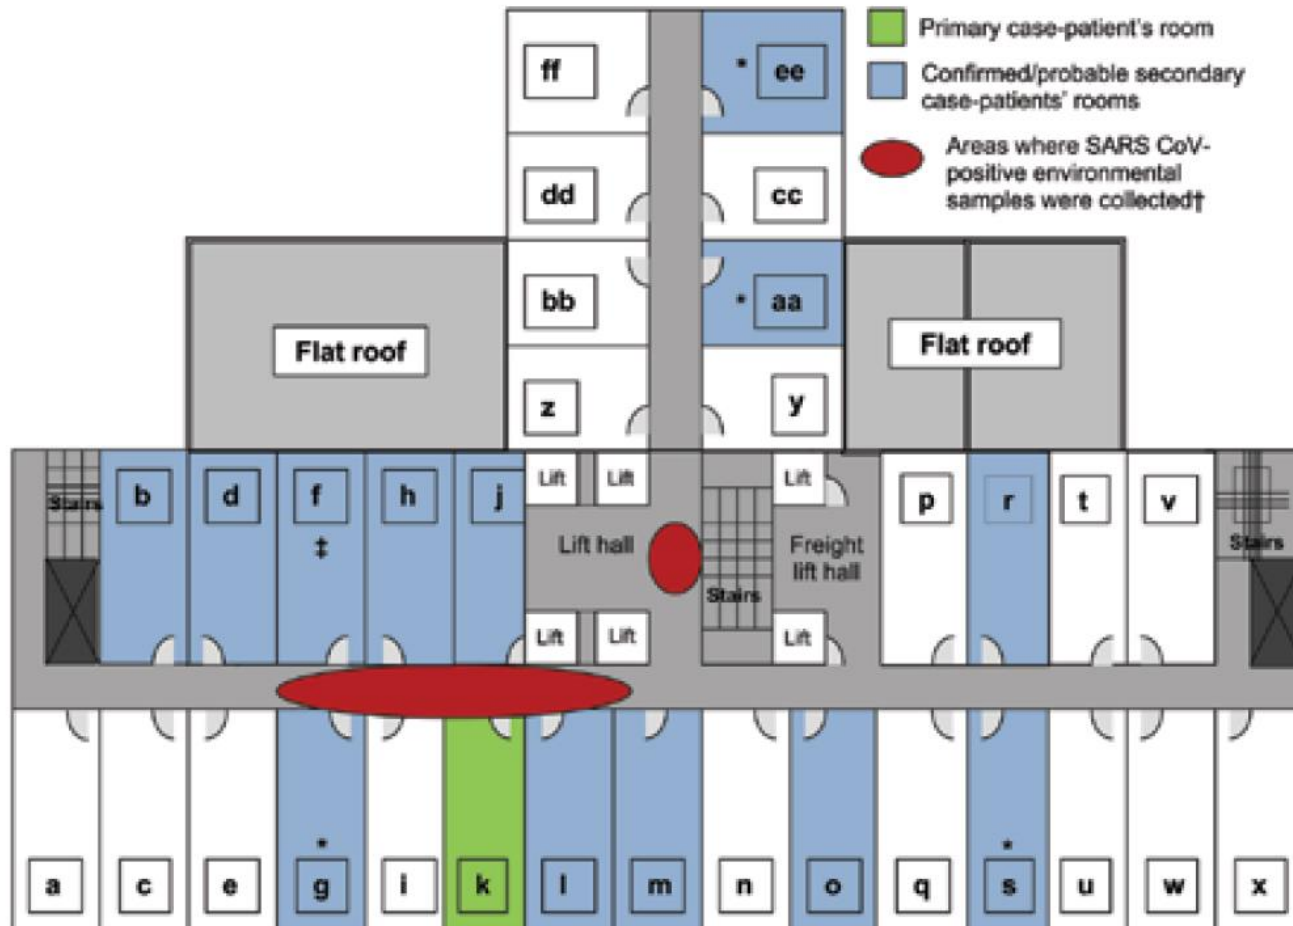 Primary case-patient's room
Confirmed/probable secondary
case-patients' rooms
Areas where SARS CoV-
positive environmental
samples were collected†
ff
* ee
dd
cc
bb
* aa
Flat roof
Flat roof
z
y
Stairs
b
d
f
h
j
Lift
Lift
Lift
p
r
t
v
Stairs
‡
Lift hall
Freight
lift hall
Stairs
Lift
Lift
Lift
*
*
a
c
e
g
i
k
l
m
n
o
q
s
u
w
x